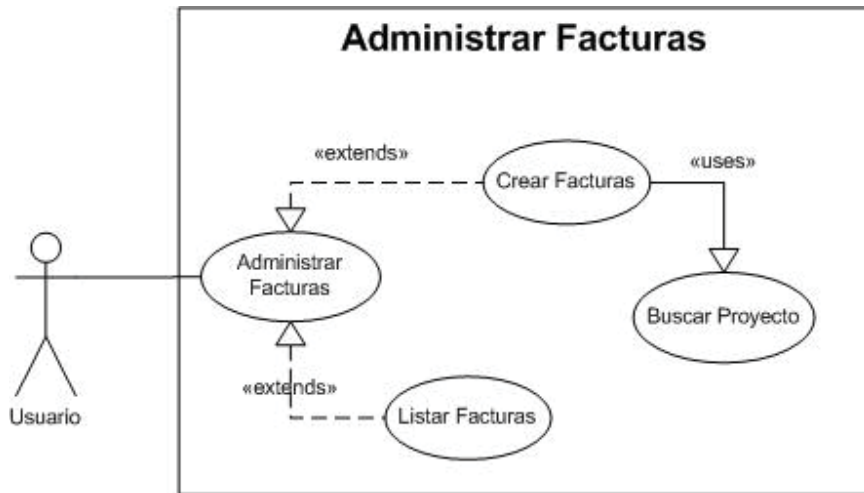 Administrar Facturas
«extends»
«uses»
Crear Facturas
Administrar
Facturas
Buscar Proyecto
«extends»
Listar Facturas
Usuario